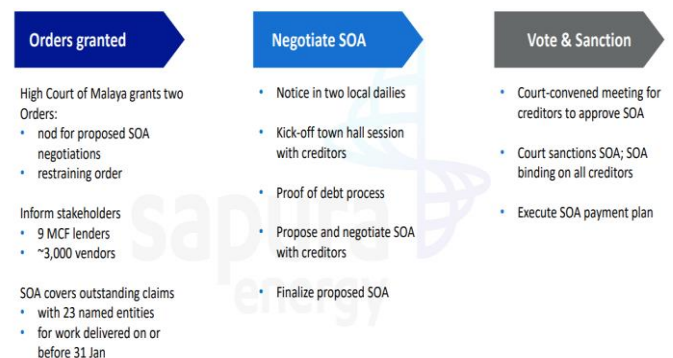 Orders granted
High Court of Malaya grants two
Orders:
• nod for proposed SOA
negotiations
• restraining order
Inform stakeholders
• 9 MCF lenders
• ~3,000 vendors
SOA covers outstanding claims
• with 23 named entities
• for work delivered on or
before 31 Jan
Negotiate SOA
• Notice in two local dailies
• Kick-off town hall session
with creditors
• Proof of debt process
• Propose and negotiate SOA
with creditors
• Finalize proposed SOA
Vote & Sanction
• Court-convened meeting for
creditors to approve SOA
• Court sanctions SOA; SOA
binding on all creditors
• Execute SOA payment plan
sapura
energy